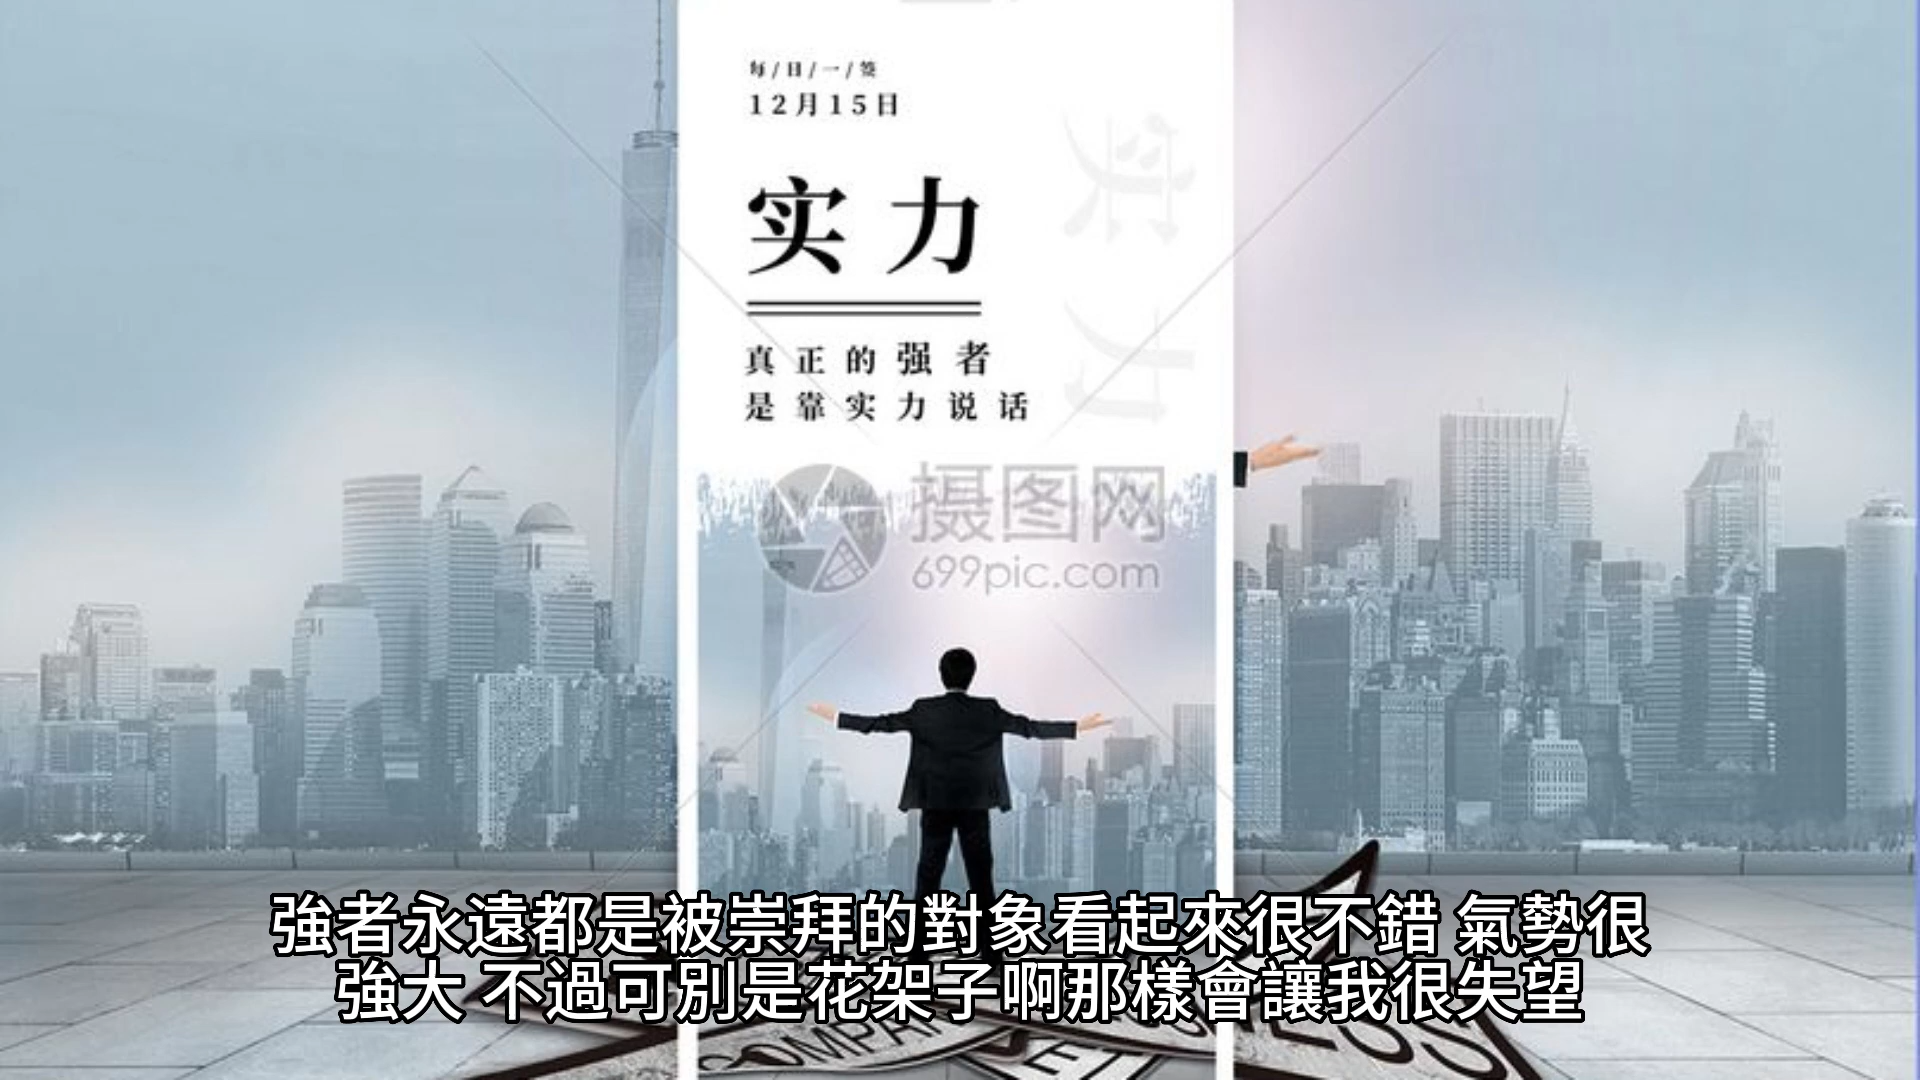 每/日/一/签
12月15日
实力
实力
真正的强者
是靠实力说话
摄图网
699pic.com
強者永遠都是被崇拜的對象看起來很不錯 氣勢很
強大 不過可別是花架子啊那樣會讓我很失望
COMPA